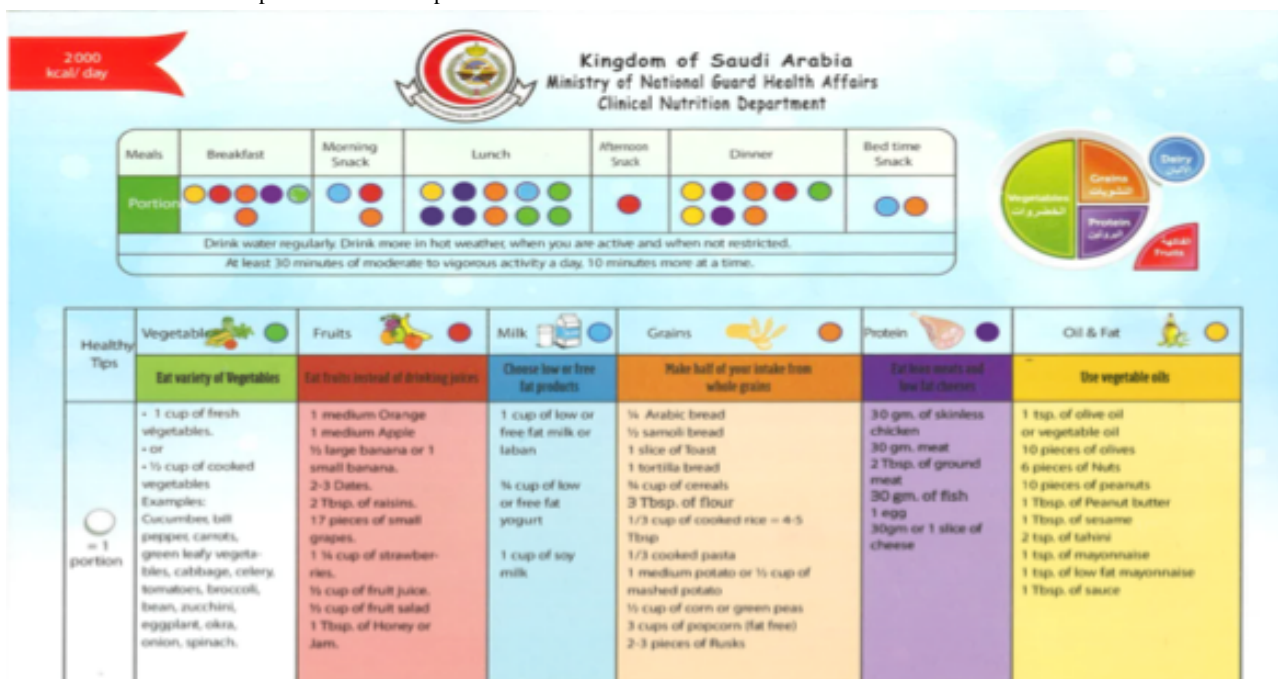 2000
kcal/ day
Kingdom of Saudi Arabia
Ministry of National Guard Health Affairs
Clinical Nutrition Department
Meals Breakfast Morning Snack Lunch Afternoon Snack Dinner Bed time Snack
Portion
Drink water regularly. Drink more in hot weather, when you are active and when not restricted.
At least 30 minutes of moderate to vigorous activity a day, 10 minutes more at a time.
Vegetables
الخضروات
Grains
النشويات
Protein
البروتين
Dairy
الألبان
الفاكهة
Fruits
Healthy
Tips
Vegetable
Fruits
Milk
Grains
Protein
Oil & Fat
Eat variety of Vegetables
Eat fruits instead of drinking juices
Choose low or free
fat products
Make half of your intake from
whole grains
Eat lean meats and
low fat cheeses
Use vegetable oils
= 1
portion
- 1 cup of fresh
vegetables.
- or
- ½ cup of cooked
vegetables
Examples:
Cucumber, bill
pepper, carrots,
green leafy vegeta-
bles, cabbage, celery,
tomatoes, broccoli,
bean, zucchini,
eggplant, okra,
onion, spinach.
1 medium Orange
1 medium Apple
½ large banana or 1
small banana.
2-3 Dates.
2 Tbsp. of raisins.
17 pieces of small
grapes.
1 ¼ cup of strawber-
ries.
½ cup of fruit juice.
½ cup of fruit salad
1 Tbsp. of Honey or
Jam.
1 cup of low or
free fat milk or
laban
¾ cup of low
or free fat
yogurt
1 cup of soy
milk
¼ Arabic bread
½ samoli bread
1 slice of Toast
1 tortilla bread
¾ cup of cereals
3 Tbsp. of flour
1/3 cup of cooked rice = 4-5
Tbsp
1/3 cooked pasta
1 medium potato or ½ cup of
mashed potato
½ cup of corn or green peas
3 cups of popcorn (fat free)
2-3 pieces of Rusks
30 gm. of skinless
chicken
30 gm. meat
2 Tbsp. of ground
meat
30 gm. of fish
1 egg
30gm or 1 slice of
cheese
1 tsp. of olive oil
or vegetable oil
10 pieces of olives
6 pieces of Nuts
10 pieces of peanuts
1 Tbsp. of Peanut butter
1 Tbsp. of sesame
2 tsp. of tahini
1 tsp. of mayonnaise
1 tsp. of low fat mayonnaise
1 Tbsp. of sauce